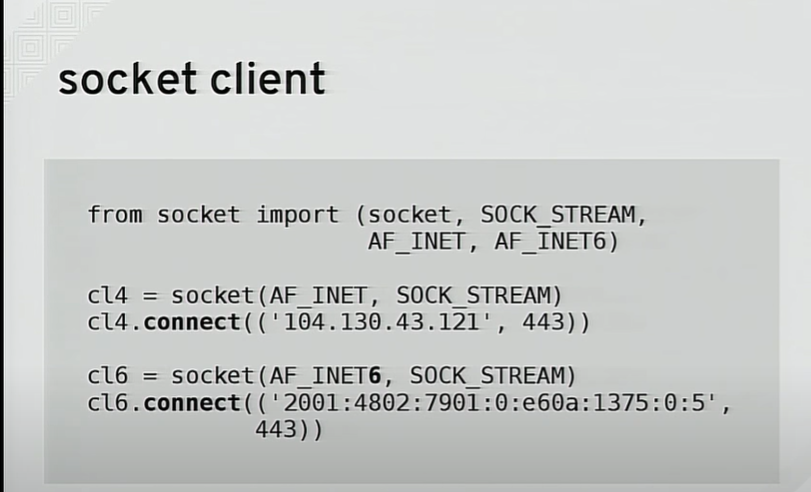 socket client
from socket import (socket, SOCK_STREAM,
AF_INET, AF_INET6)
cl4 = socket(AF_INET, SOCK_STREAM)
cl4.connect(('104.130.43.121', 443))
cl6 = socket(AF_INET6, SOCK_STREAM)
cl6.connect(('2001:4802:7901:0:e60a:1375:0:5',
443))